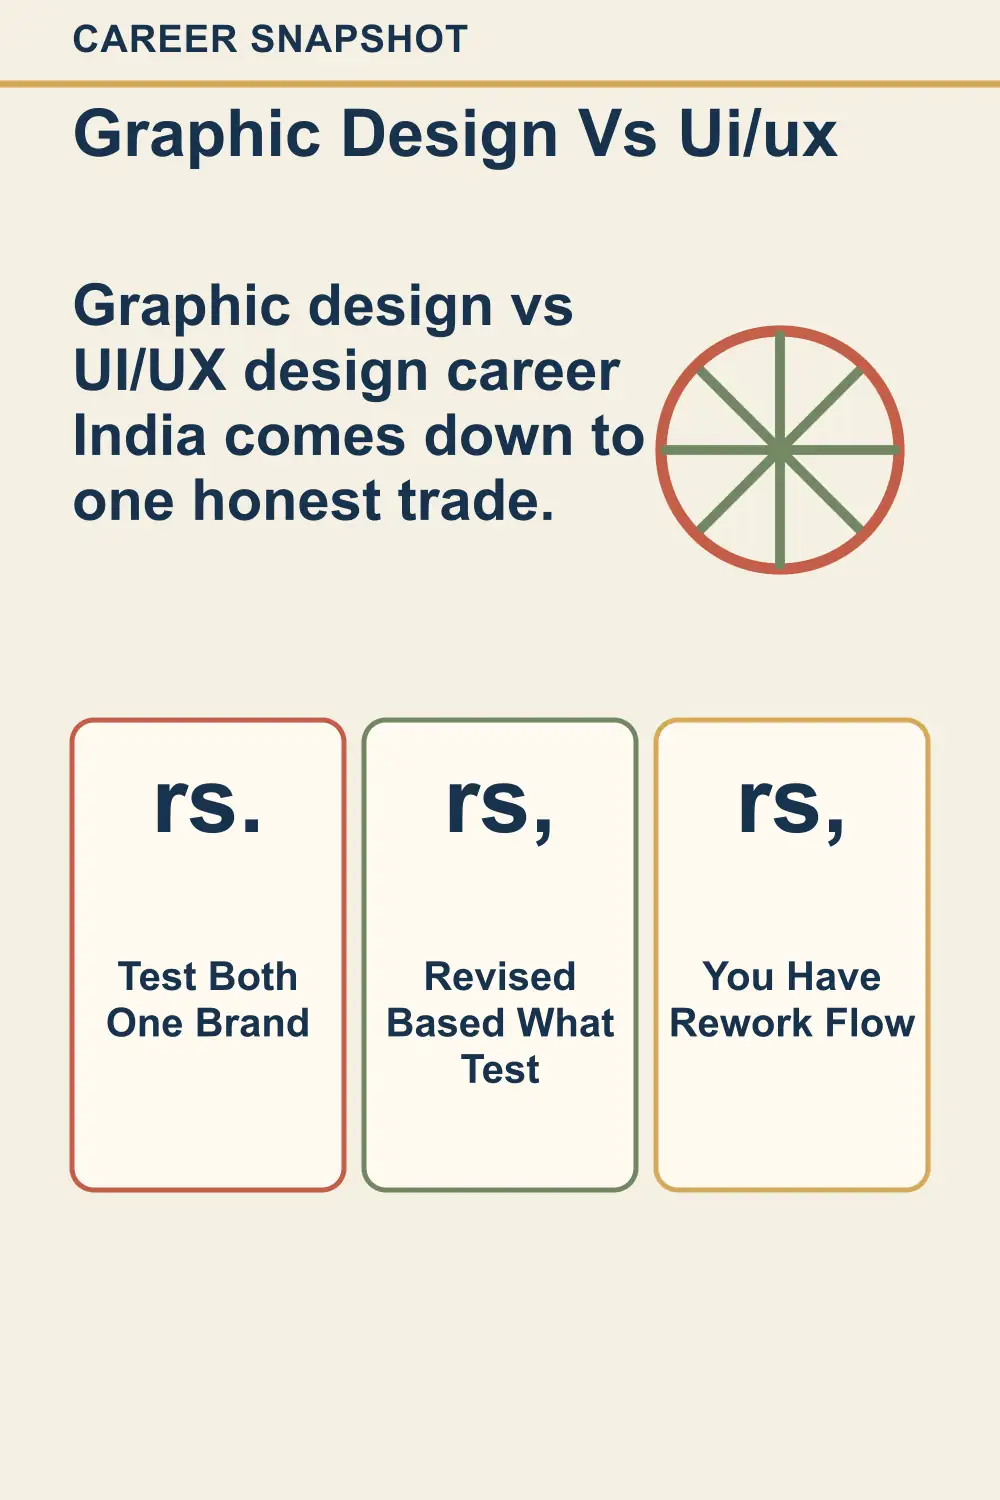 CAREER SNAPSHOT
Graphic Design Vs Ui/ux
Graphic design vs
UI/UX design career
India comes down to
one honest trade.
rs.
Test Both
One Brand
rs,
Revised
Based What
Test
rs,
You Have
Rework Flow